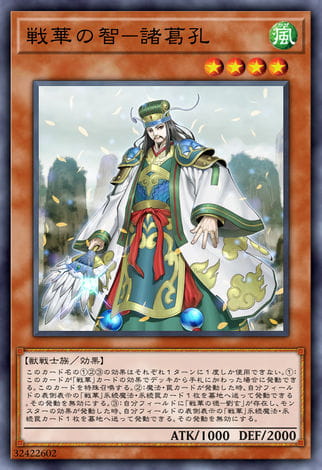 戦華の智-諸葛孔
風
【獣戦士族/効果】
このカード名の①②③の効果はそれぞれ1ターンに1度しか使用できない。①:
このカードが「戦華」カードの効果でデッキから手札に加わった場合に発動でき
る。このカードを特殊召喚する。②:魔法・罠カードが発動した時、自分フィール
ドの表側表示の「戦華」永続魔法・永続罠カード1枚を墓地へ送って発動できる。
その発動を無効にする。③:自分フィールドに「戦華の徳-劉玄」が存在し、モン
スターの効果が発動した時、自分フィールドの表側表示の「戦華」永続魔法・永
続罠カード1枚を墓地へ送って発動できる。その発動を無効にする。
ATK/1000 DEF/2000
32422602